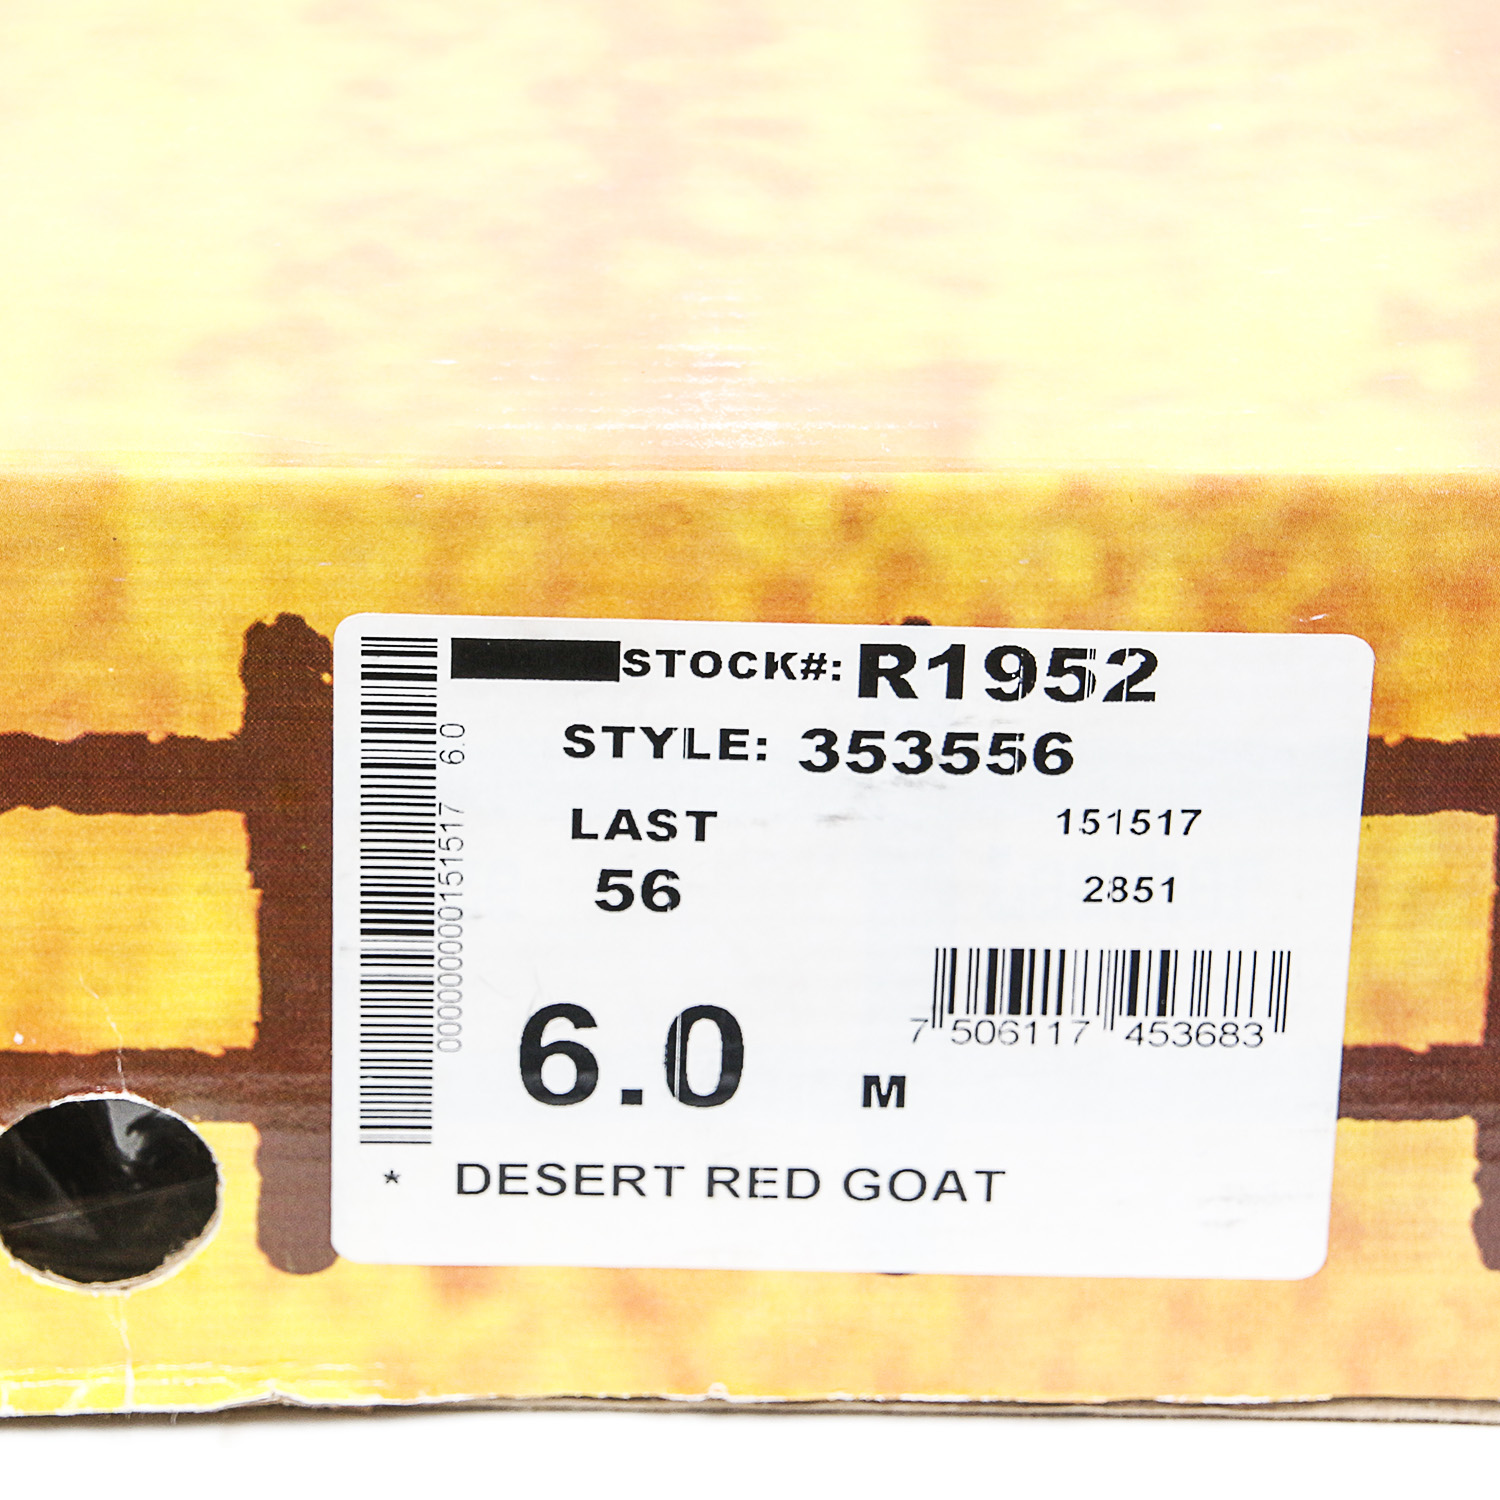 STOCK#: R1952
STYLE: 353556
LAST 151517
56 2851
6.0 M
7 506117 453683
* DESERT RED GOAT
000000000151517 6.0